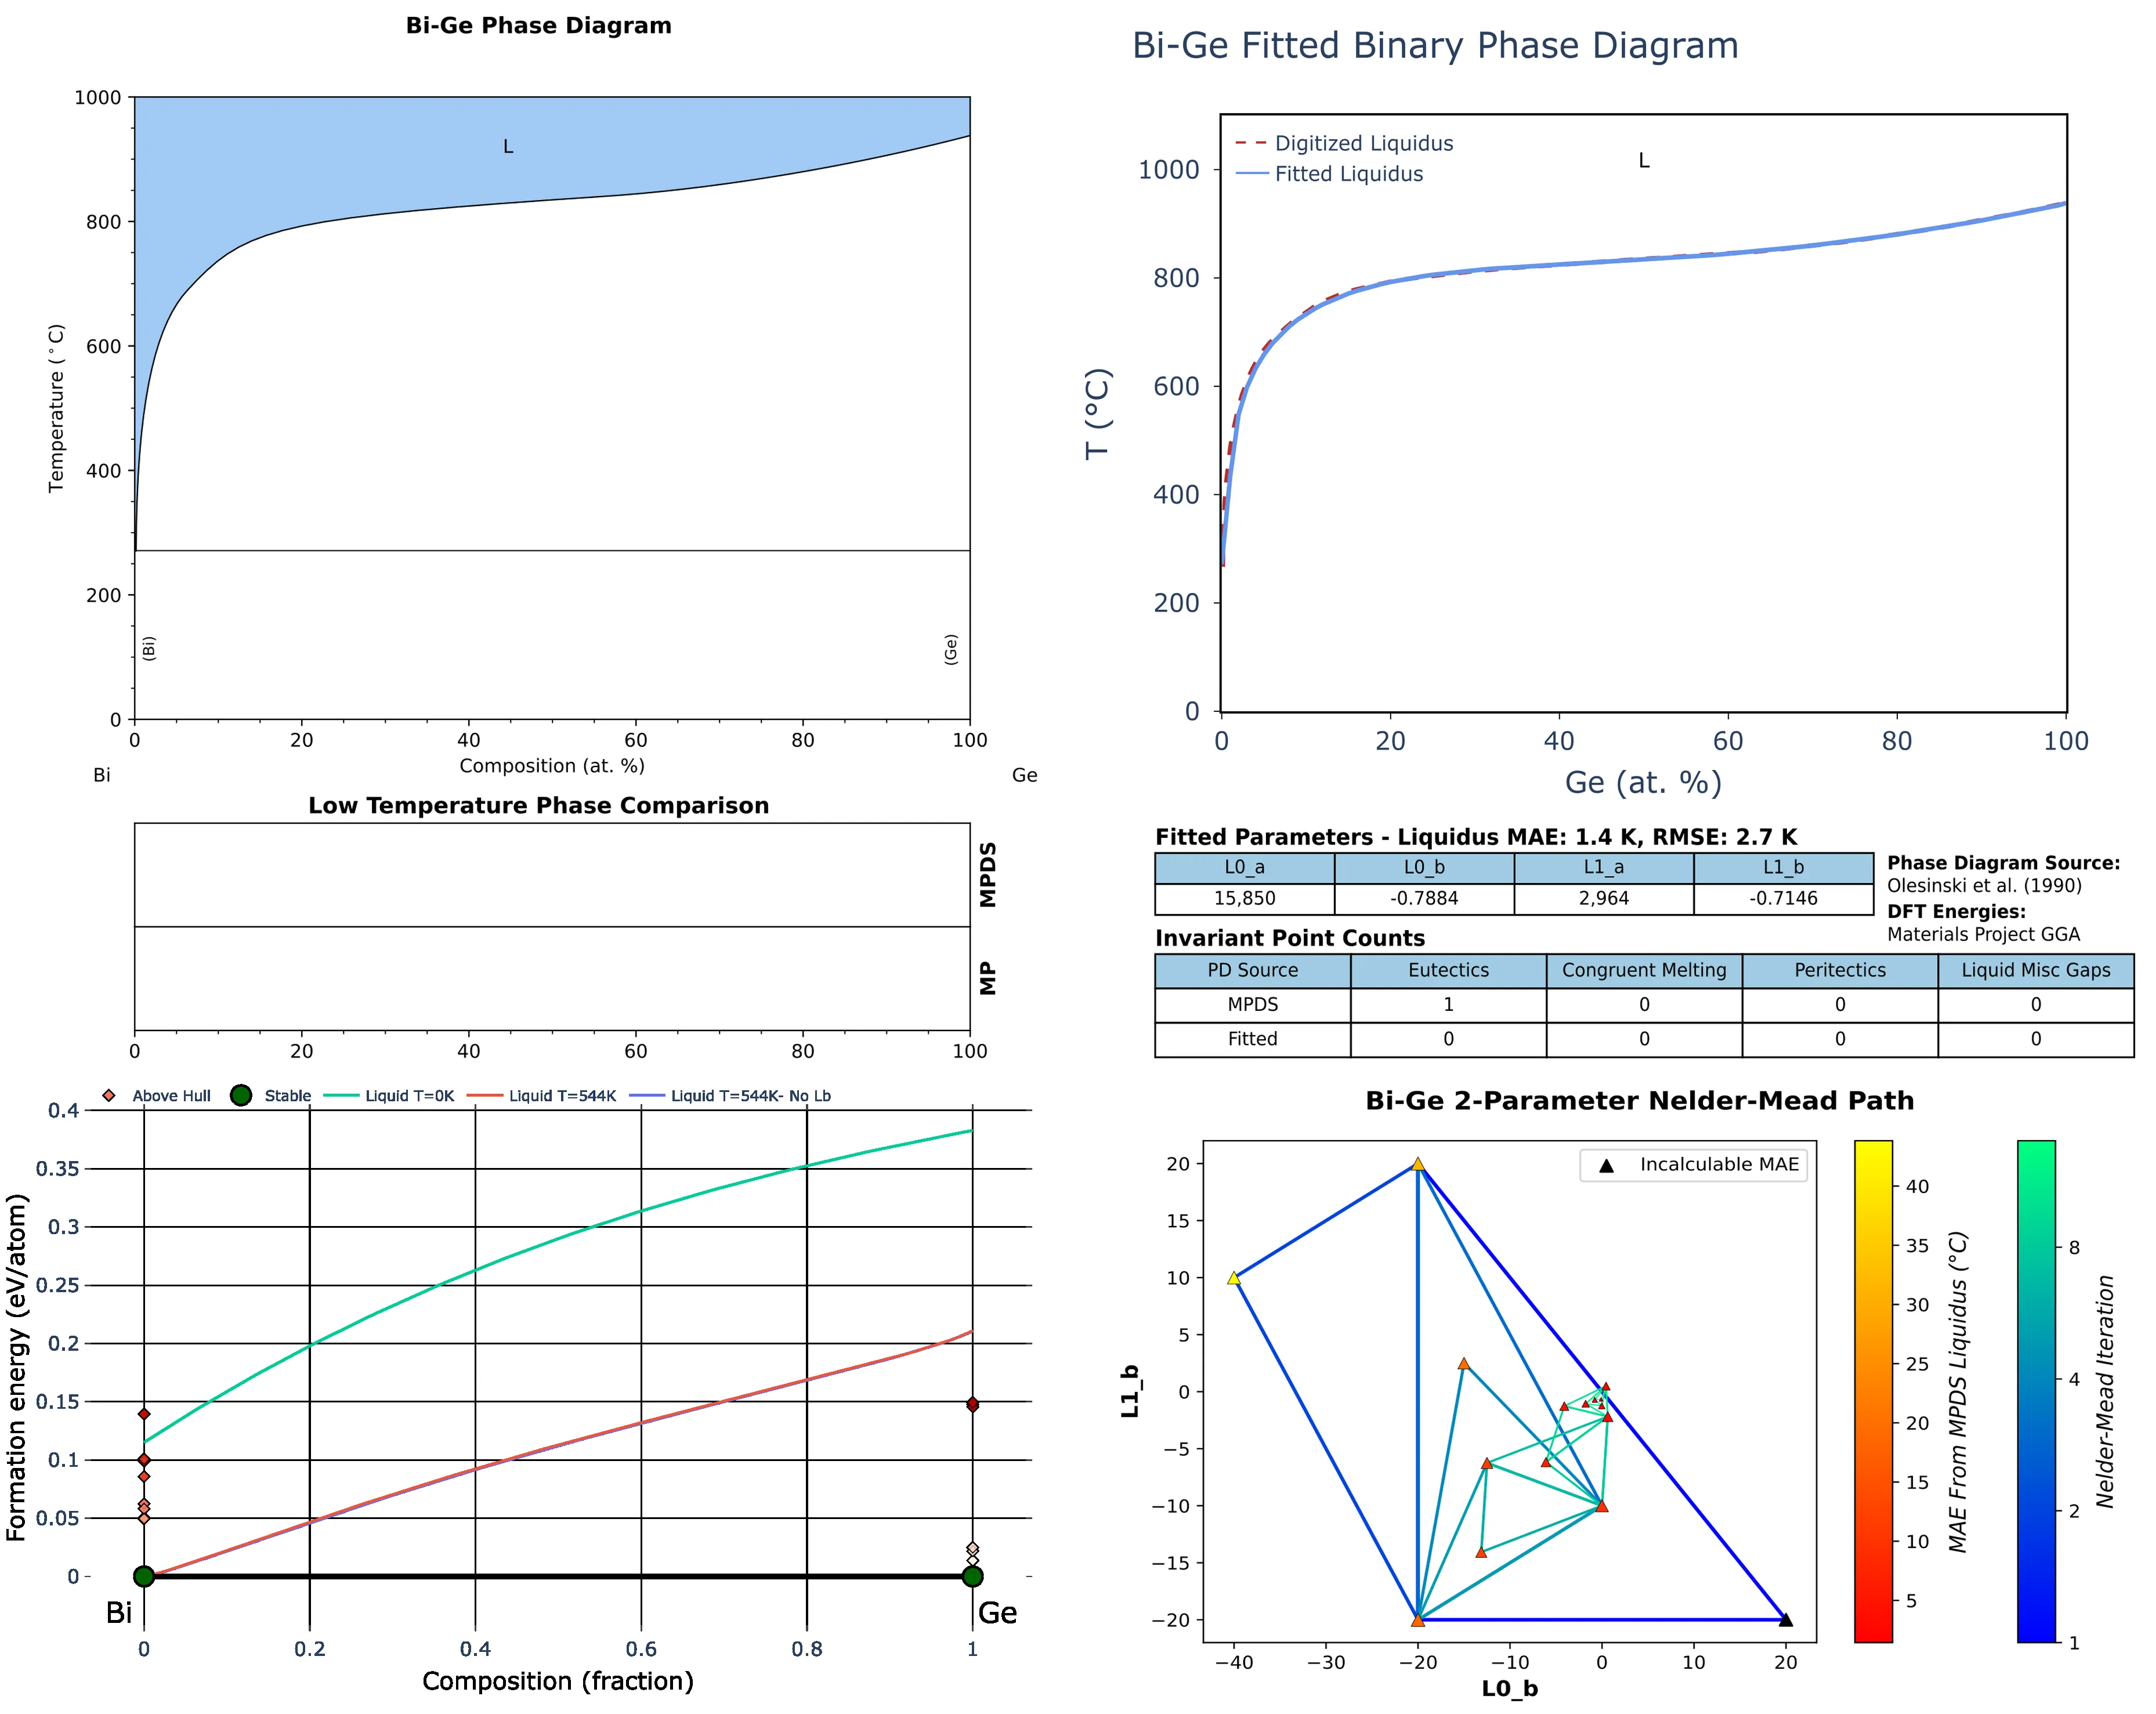 Bi-Ge Phase Diagram
1000
800
600
400
200
0
Temperature (°C)
L
(Bi)
(Ge)
0 20 40 60 80 100
Composition (at. %)
Bi
Ge
Bi-Ge Fitted Binary Phase Diagram
Digitized Liquidus
Fitted Liquidus
L
1000
800
600
400
200
0
T (°C)
0 20 40 60 80 100
Ge (at. %)
Low Temperature Phase Comparison
MPDS
MP
0 20 40 60 80 100
Fitted Parameters - Liquidus MAE: 1.4 K, RMSE: 2.7 K
L0_a L0_b L1_a L1_b
15,850 -0.7884 2,964 -0.7146
Phase Diagram Source:
Olesinski et al. (1990)
DFT Energies:
Materials Project GGA
Invariant Point Counts
PD Source Eutectics Congruent Melting Peritectics Liquid Misc Gaps
MPDS 1 0 0 0
Fitted 0 0 0 0
Above Hull Stable Liquid T=0K Liquid T=544K Liquid T=544K- No Lb
0.4
0.35
0.3
0.25
0.2
0.15
0.1
0.05
0
Formation energy (eV/atom)
Bi
Ge
0 0.2 0.4 0.6 0.8 1
Composition (fraction)
Bi-Ge 2-Parameter Nelder-Mead Path
Incalculable MAE
20
15
10
5
0
−5
−10
−15
−20
L1_b
−40 −30 −20 −10 0 10 20
L0_b
40
35
30
25
20
15
10
5
MAE From MPDS Liquidus (°C)
8
4
2
1
Nelder-Mead Iteration